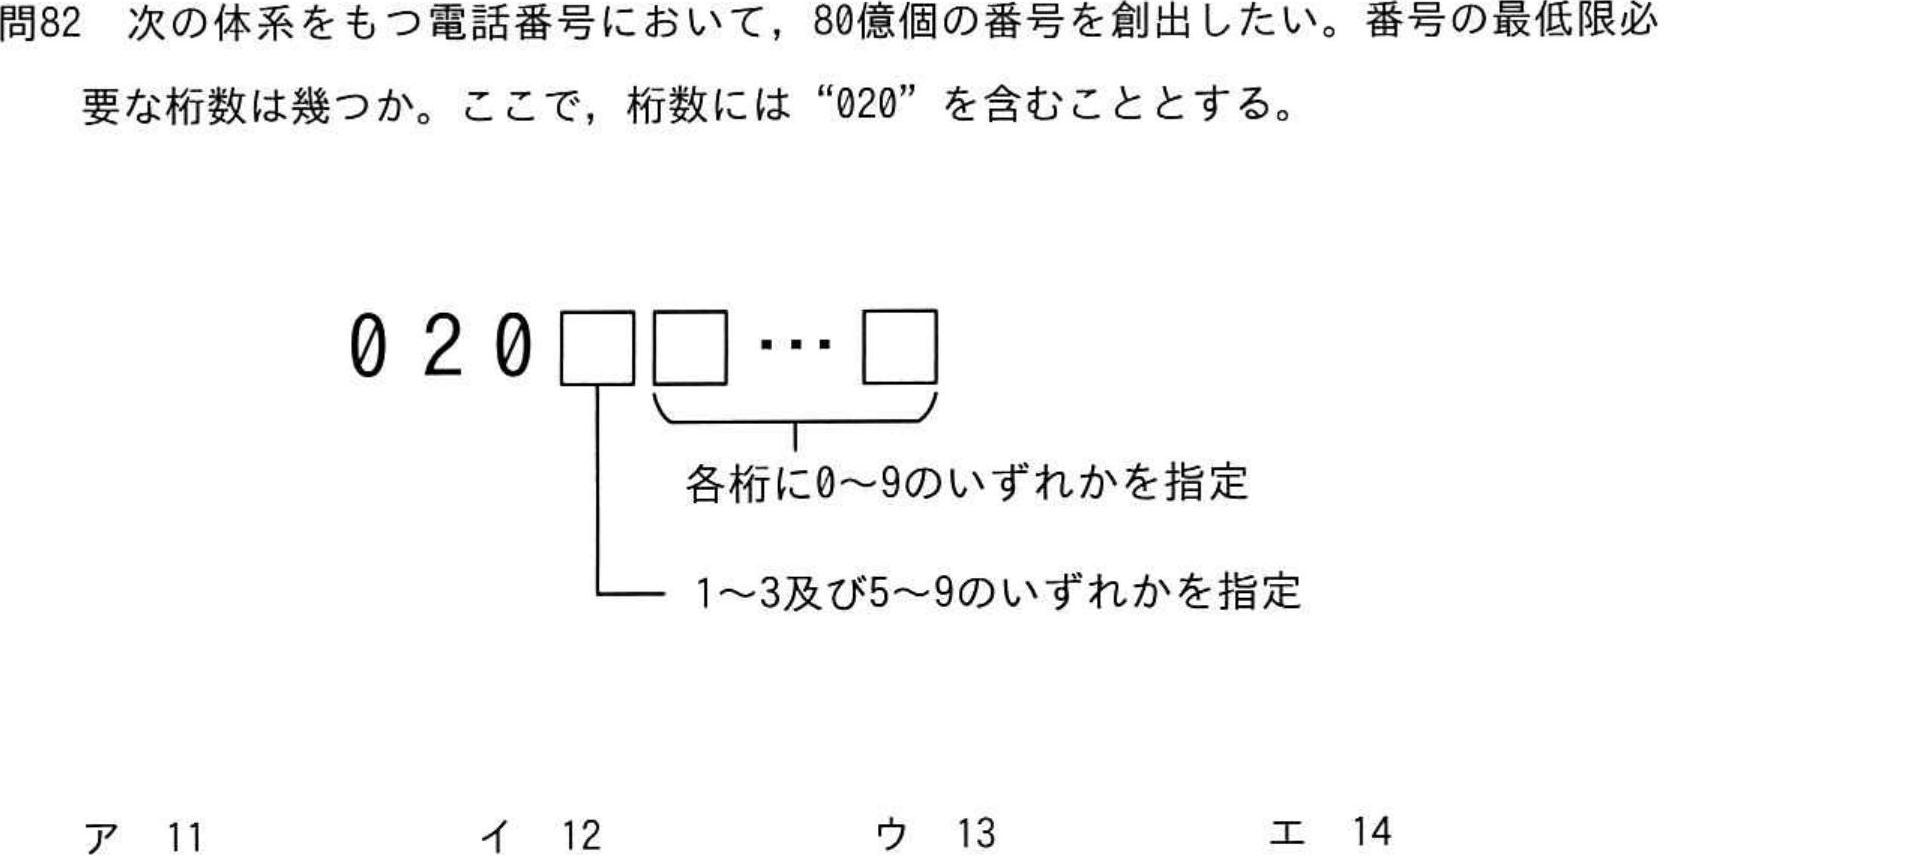 問82　次の体系をもつ電話番号において，80億個の番号を創出したい。番号の最低限必
要な桁数は幾つか。ここで，桁数には“020”を含むこととする。
020□□…□
各桁に0～9のいずれかを指定
1～3及び5～9のいずれかを指定
ア　11　イ　12　ウ　13　エ　14